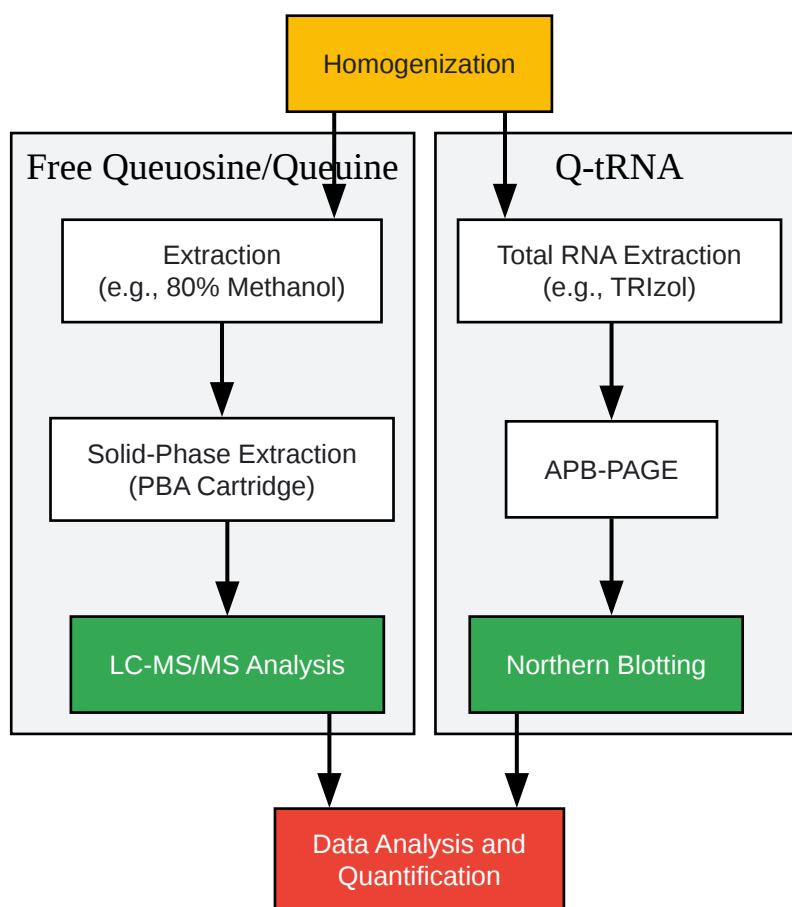 Homogenization
Free Queuosine/Queuine
Extraction
(e.g., 80% Methanol)
Solid-Phase Extraction
(PBA Cartridge)
LC-MS/MS Analysis
Q-tRNA
Total RNA Extraction
(e.g., TRIzol)
APB-PAGE
Northern Blotting
Data Analysis and
Quantification